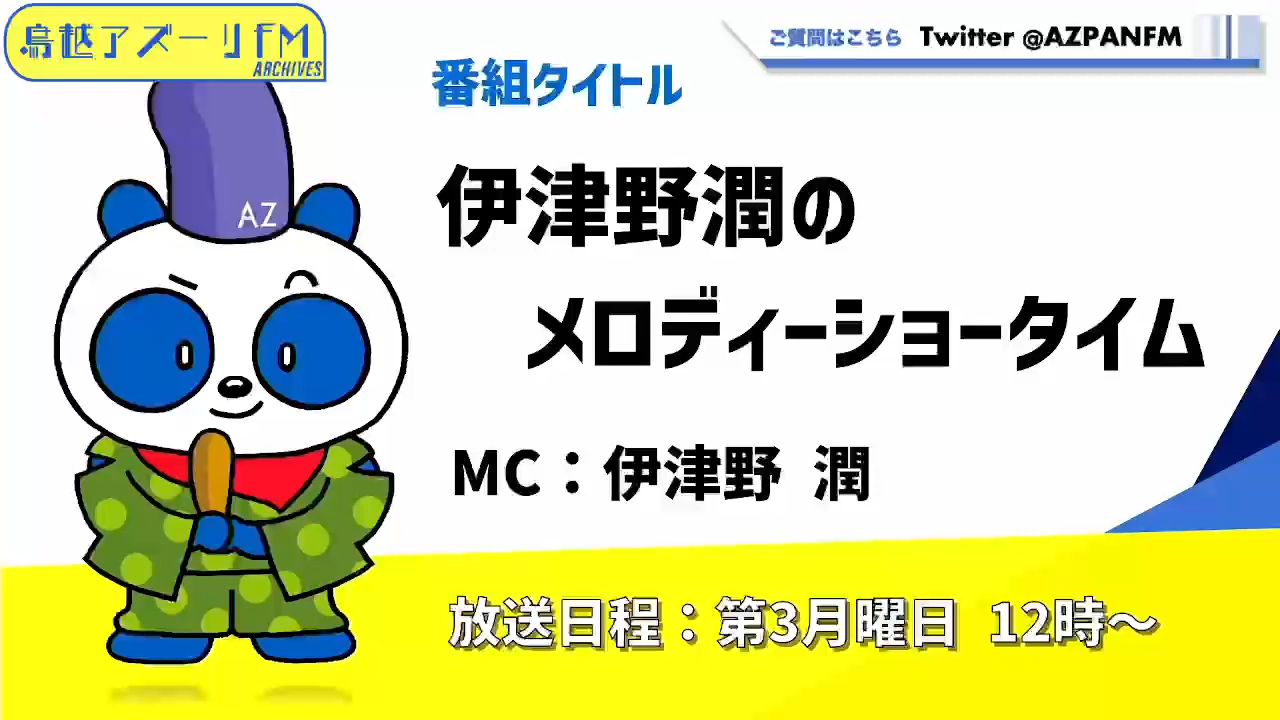 鳥越アズーリFM
ARCHIVES
ご質問はこちら Twitter @AZPANFM
番組タイトル
AZ
伊津野潤の
メロディーショータイム
MC：伊津野 潤
放送日程：第3月曜日 12時～